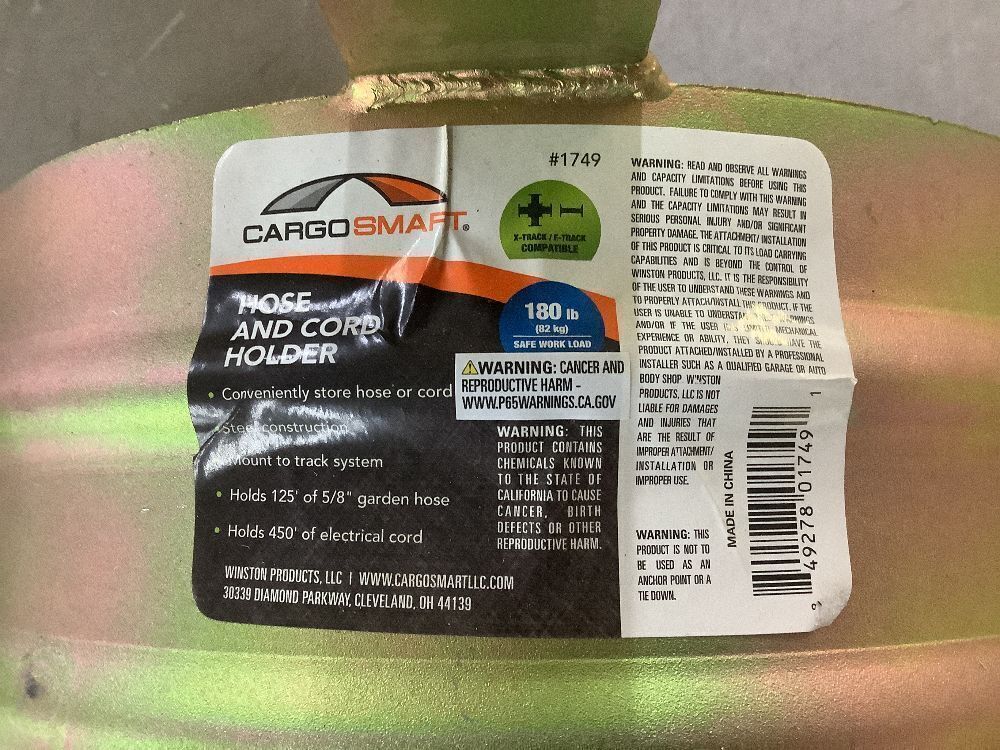 #1749
CARGOSMART®
X-TRACK / E-TRACK
COMPATIBLE
HOSE
AND CORD
HOLDER
180 lb
(82 kg)
SAFE WORK LOAD
• Conveniently store hose or cord
• Steel construction
Mount to track system
• Holds 125' of 5/8" garden hose
• Holds 450' of electrical cord
WINSTON PRODUCTS, LLC | WWW.CARGOSMARTLLC.COM
30339 DIAMOND PARKWAY, CLEVELAND, OH 44139
⚠WARNING: CANCER AND
REPRODUCTIVE HARM -
WWW.P65WARNINGS.CA.GOV
WARNING: THIS
PRODUCT CONTAINS
CHEMICALS KNOWN
TO THE STATE OF
CALIFORNIA TO CAUSE
CANCER, BIRTH
DEFECTS OR OTHER
REPRODUCTIVE HARM.
WARNING: READ AND OBSERVE ALL WARNINGS
AND CAPACITY LIMITATIONS BEFORE USING THIS
PRODUCT. FAILURE TO COMPLY WITH THIS WARNING
AND THE CAPACITY LIMITATIONS MAY RESULT IN
SERIOUS PERSONAL INJURY AND/OR SIGNIFICANT
PROPERTY DAMAGE. THE ATTACHMENT/ INSTALLATION
OF THIS PRODUCT IS CRITICAL TO ITS LOAD CARRYING
CAPABILITIES AND IS BEYOND THE CONTROL OF
WINSTON PRODUCTS, LLC. IT IS THE RESPONSIBILITY
OF THE USER TO UNDERSTAND THESE WARNINGS AND
TO PROPERLY ATTACH/INSTALL THIS PRODUCT. IF THE
USER IS UNABLE TO UNDERSTAND WARNINGS
AND/OR IF THE USER MECHANICAL
EXPERIENCE OR ABILITY, THEY SHOULD HAVE THE
PRODUCT ATTACHED/INSTALLED BY A PROFESSIONAL
INSTALLER SUCH AS A QUALIFIED GARAGE OR AUTO
BODY SHOP. WINSTON
PRODUCTS, LLC IS NOT
LIABLE FOR DAMAGES
AND INJURIES THAT
ARE THE RESULT OF
IMPROPER ATTACHMENT/
INSTALLATION OR
IMPROPER USE.
WARNING: THIS
PRODUCT IS NOT TO
BE USED AS AN
ANCHOR POINT OR A
TIE DOWN.
MADE IN CHINA
0 49278 01749 1